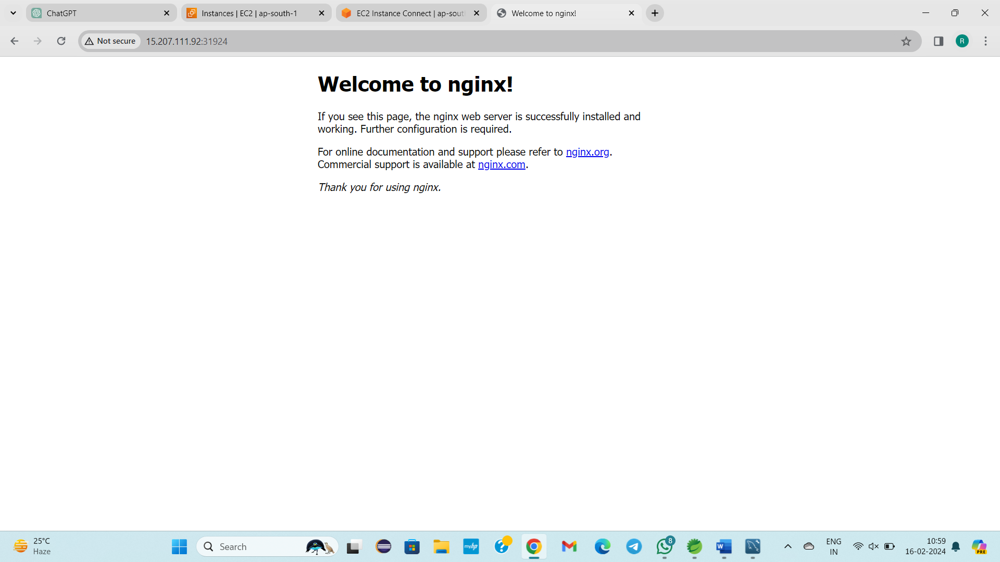 ChatGPT
Instances | EC2 | ap-south-1
EC2 Instance Connect | ap-sout
Welcome to nginx!
Not secure
15.207.111.92:31924
R
Welcome to nginx!
If you see this page, the nginx web server is successfully installed and
working. Further configuration is required.
For online documentation and support please refer to nginx.org.
Commercial support is available at nginx.com.
Thank you for using nginx.
25°C
Haze
Search
myhp
8
W
ENG
IN
10:59
16-02-2024
PRE